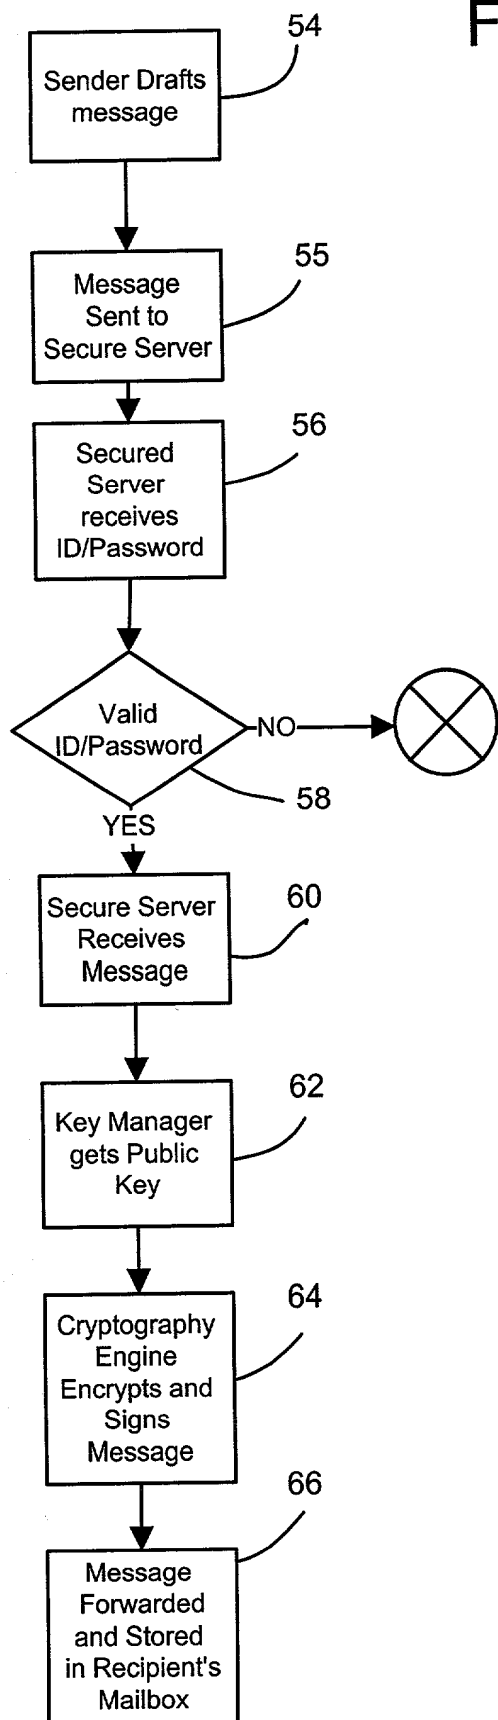 54
Sender Drafts
message
55
Message
Sent to
Secure Server
56
Secured
Server
receives
ID/Password
Valid
ID/Password
NO
58
YES
60
Secure Server
Receives
Message
62
Key Manager
gets Public
Key
64
Cryptography
Engine
Encrypts and
Signs
Message
66
Message
Forwarded
and Stored
in Recipient's
Mailbox